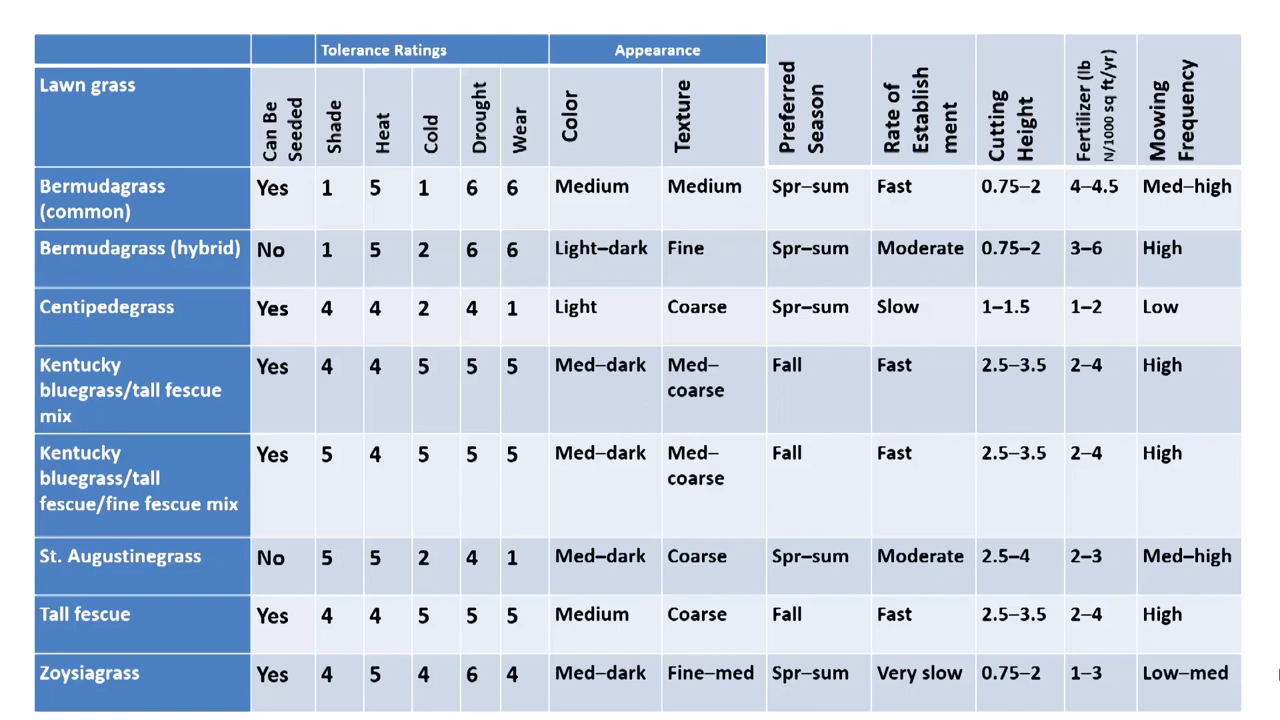 Tolerance Ratings Appearance
Lawn grass Can Be Seeded Shade Heat Cold Drought Wear Color Texture Preferred Season Rate of Establish ment Cutting Height Fertilizer (lb N/1000 sq ft/yr) Mowing Frequency
Bermudagrass (common) Yes 1 5 1 6 6 Medium Medium Spr–sum Fast 0.75–2 4–4.5 Med–high
Bermudagrass (hybrid) No 1 5 2 6 6 Light–dark Fine Spr–sum Moderate 0.75–2 3–6 High
Centipedegrass Yes 4 4 2 4 1 Light Coarse Spr–sum Slow 1–1.5 1–2 Low
Kentucky bluegrass/tall fescue mix Yes 4 4 5 5 5 Med–dark Med–coarse Fall Fast 2.5–3.5 2–4 High
Kentucky bluegrass/tall fescue/fine fescue mix Yes 5 4 5 5 5 Med–dark Med–coarse Fall Fast 2.5–3.5 2–4 High
St. Augustinegrass No 5 5 2 4 1 Med–dark Coarse Spr–sum Moderate 2.5–4 2–3 Med–high
Tall fescue Yes 4 4 5 5 5 Medium Coarse Fall Fast 2.5–3.5 2–4 High
Zoysiagrass Yes 4 5 4 6 4 Med–dark Fine–med Spr–sum Very slow 0.75–2 1–3 Low–med